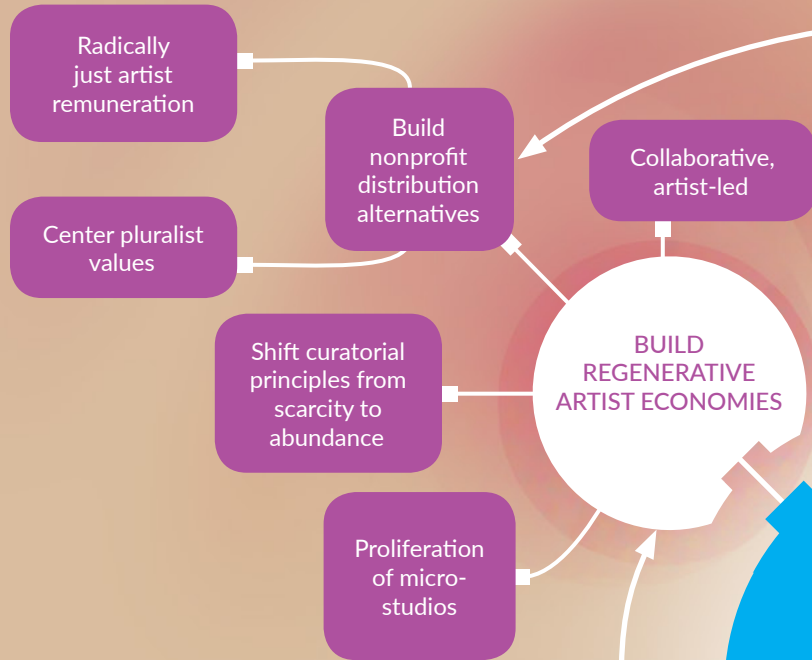 Radically
just artist
remuneration
Build
nonprofit
distribution
alternatives
Collaborative,
artist-led
Center pluralist
values
Shift curatorial
principles from
scarcity to
abundance
BUILD
REGENERATIVE
ARTIST ECONOMIES
Proliferation
of micro-
studios